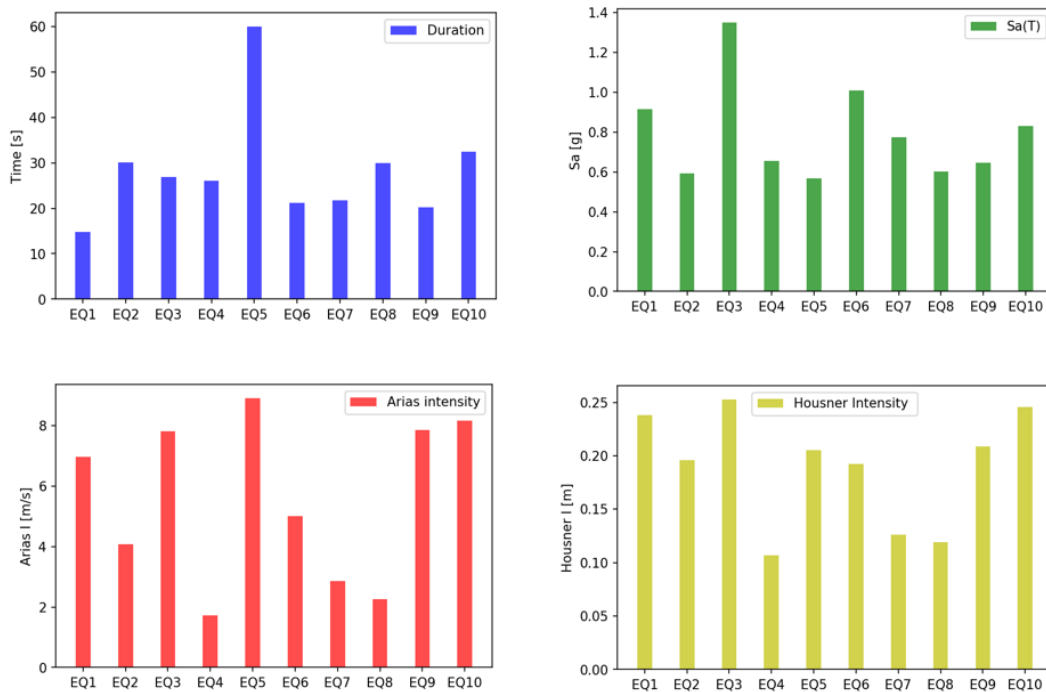 60
50
40
30
20
10
0
Time [s]
Duration
EQ1 EQ2 EQ3 EQ4 EQ5 EQ6 EQ7 EQ8 EQ9 EQ10
1.4
1.2
1.0
0.8
0.6
0.4
0.2
0.0
Sa [g]
Sa(T)
EQ1 EQ2 EQ3 EQ4 EQ5 EQ6 EQ7 EQ8 EQ9 EQ10
8
6
4
2
0
Arias I [m/s]
Arias intensity
EQ1 EQ2 EQ3 EQ4 EQ5 EQ6 EQ7 EQ8 EQ9 EQ10
0.25
0.20
0.15
0.10
0.05
0.00
Housner I [m]
Housner Intensity
EQ1 EQ2 EQ3 EQ4 EQ5 EQ6 EQ7 EQ8 EQ9 EQ10